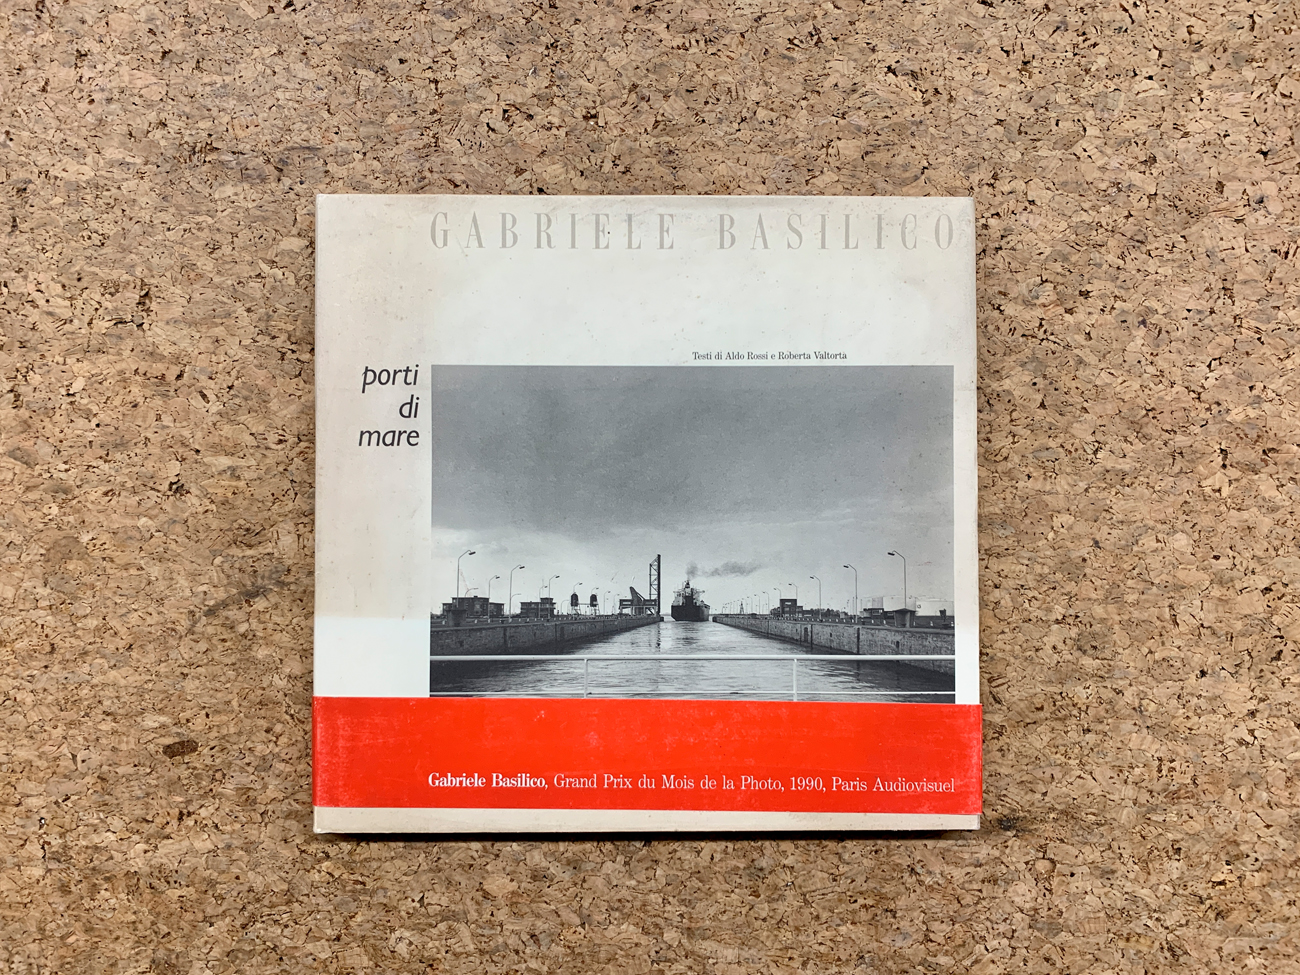 GABRIELE BASILICO
Testi di Aldo Rossi e Roberta Valtorta
porti
di
mare
Gabriele Basilico, Grand Prix du Mois de la Photo, 1990, Paris Audiovisuel